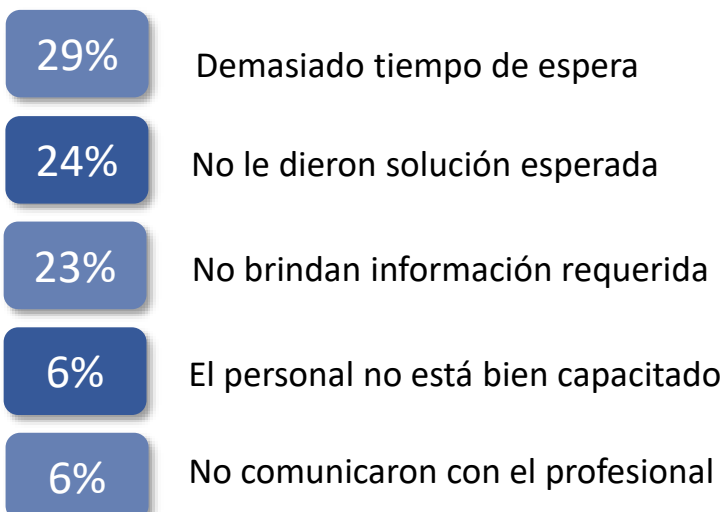 29% Demasiado tiempo de espera
24% No le dieron solución esperada
23% No brindan información requerida
6% El personal no está bien capacitado
6% No comunicaron con el profesional